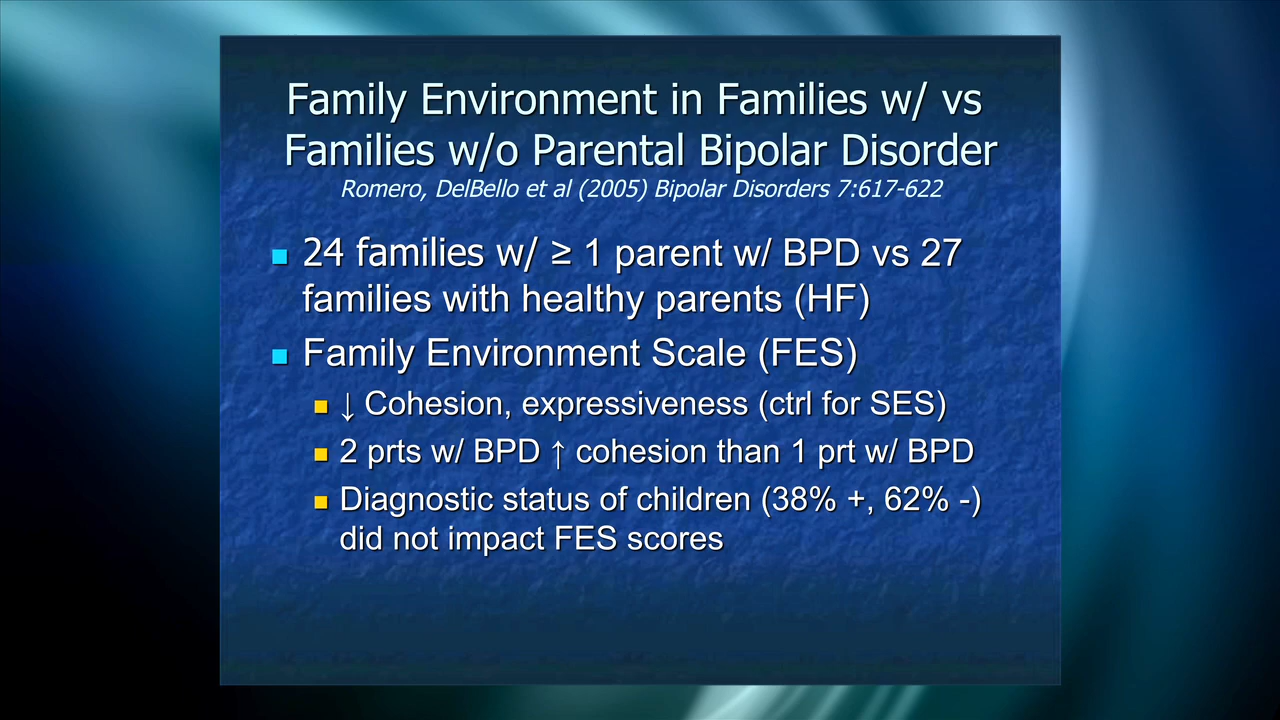 Family Environment in Families w/ vs
Families w/o Parental Bipolar Disorder
Romero, DelBello et al (2005) Bipolar Disorders 7:617-622
24 families w/ ≥ 1 parent w/ BPD vs 27
families with healthy parents (HF)
Family Environment Scale (FES)
↓ Cohesion, expressiveness (ctrl for SES)
2 prts w/ BPD ↑ cohesion than 1 prt w/ BPD
Diagnostic status of children (38% +, 62% -)
did not impact FES scores